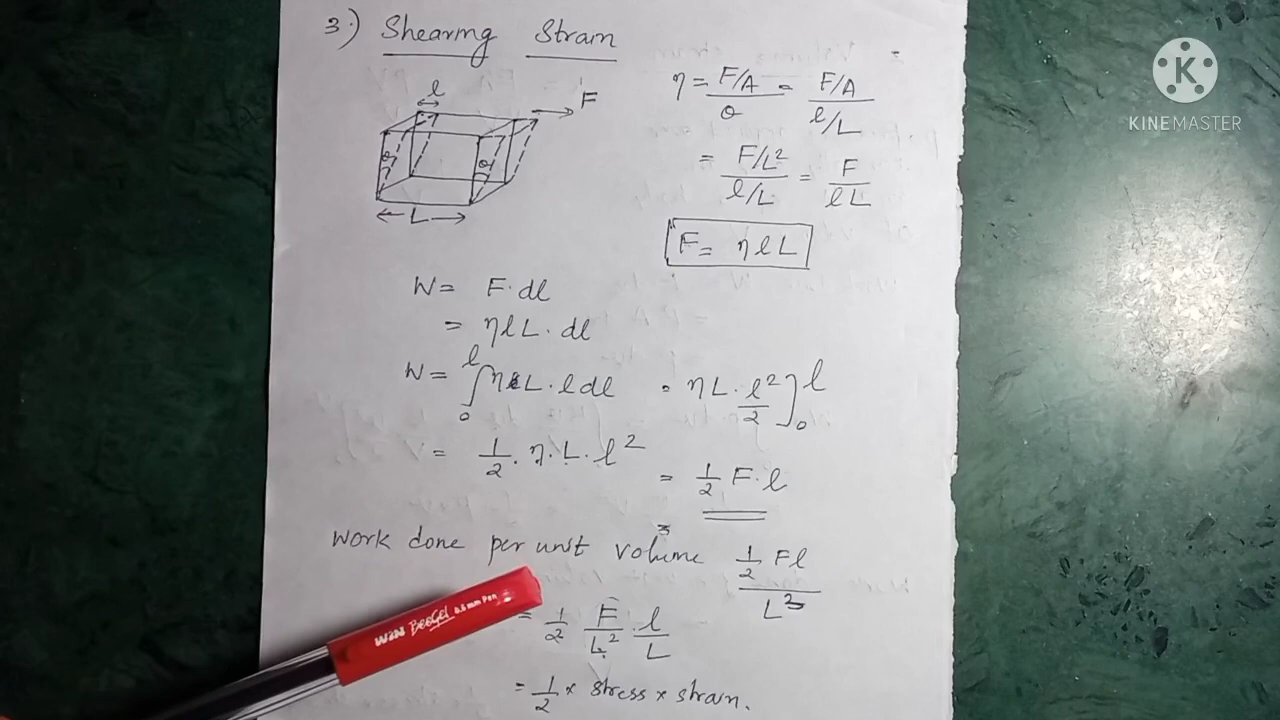 3.) Shearing Strain
l
F
θ θ
L
η = F/A / θ = F/A / l/L
= F/L² / l/L = F / lL
F = ηlL
W = F·dl
= ηlL·dl
W = ∫₀ˡ ηL·l dl = ηL·l²/2]₀ˡ
= 1/2·η·L·l²
= 1/2 F·l
Work done per unit volume 1/2 Fl / L³
= 1/2 F/L² · l/L
= 1/2 × stress × strain.
WIN BeeGel 0.5 mm Pen
K
KINEMASTER